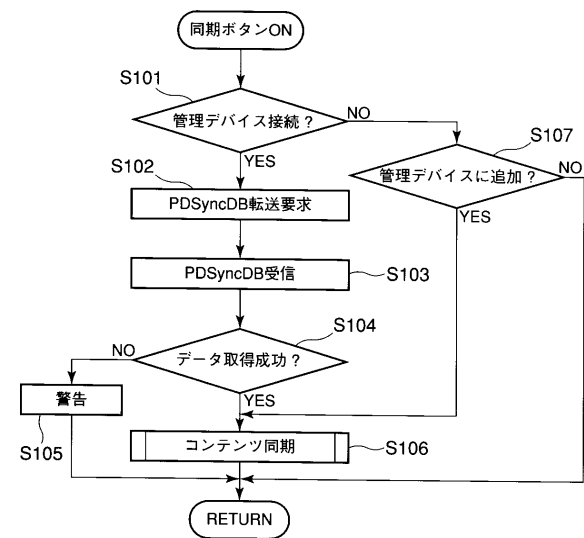 同期ボタンON
S101
管理デバイス接続?
NO
YES
S107
管理デバイスに追加?
NO
YES
S102
PDSyncDB転送要求
PDSyncDB受信
S103
S104
データ取得成功?
NO
YES
警告
S105
コンテンツ同期
S106
RETURN